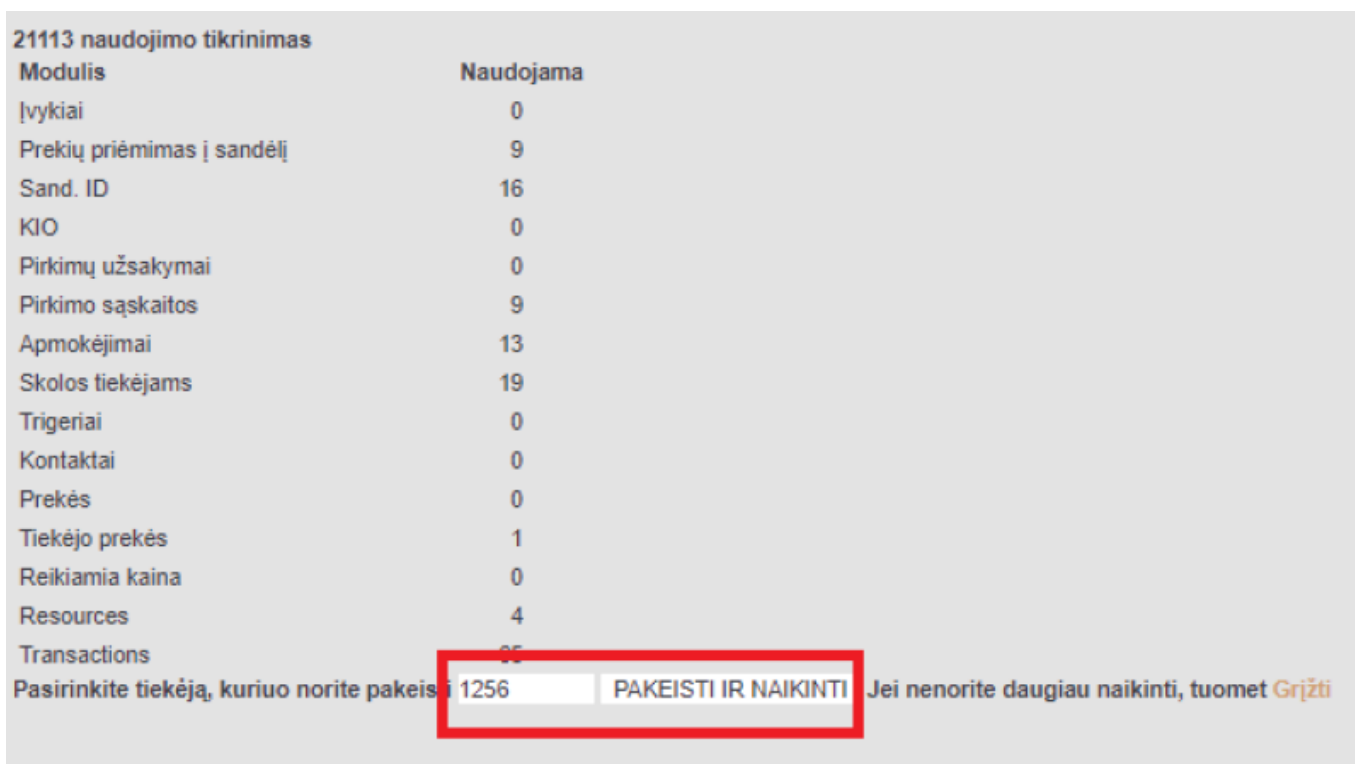 21113 naudojimo tikrinimas
Modulis Naudojama
Įvykiai 0
Prekių priėmimas į sandėlį 9
Sand. ID 16
KIO 0
Pirkimų užsakymai 0
Pirkimo sąskaitos 9
Apmokėjimai 13
Skolos tiekėjams 19
Trigeriai 0
Kontaktai 0
Prekės 0
Tiekėjo prekės 1
Reikiamia kaina 0
Resources 4
Transactions
Pasirinkite tiekėją, kuriuo norite pakeisti 1256 PAKEISTI IR NAIKINTI Jei nenorite daugiau naikinti, tuomet Grįžti